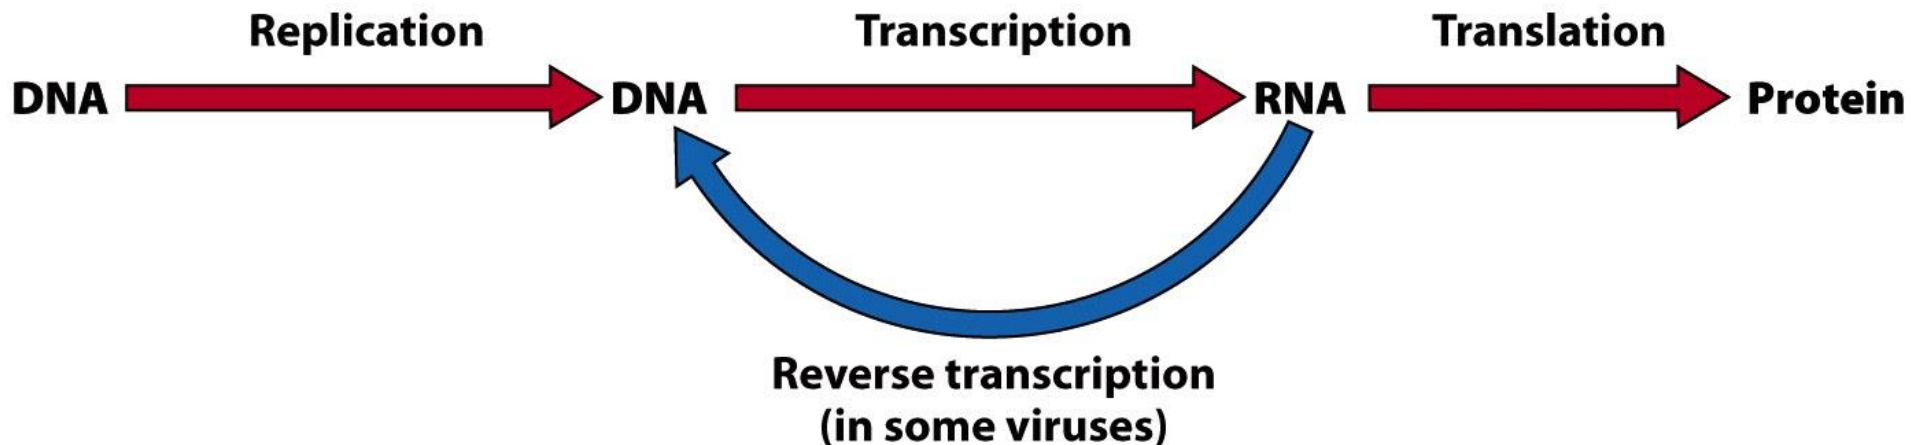 Replication Transcription Translation
DNA DNA RNA Protein
Reverse transcription
(in some viruses)